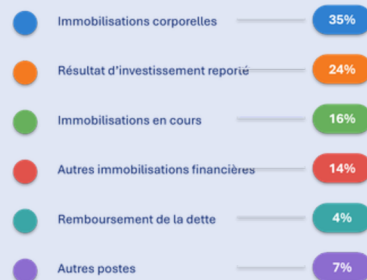 Immobilisations corporelles 35%
Résultat d'investissement reporté 24%
Immobilisations en cours 16%
Autres immobilisations financières 14%
Remboursement de la dette 4%
Autres postes 7%